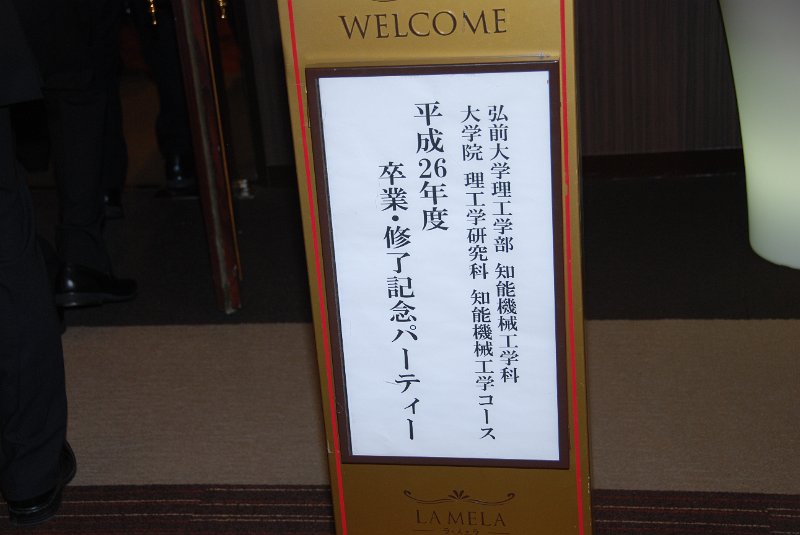 WELCOME
弘前大学理工学部 知能機械工学科
大学院 理工学研究科 知能機械工学コース
平成26年度
卒業・修了記念パーティー
LA MELA